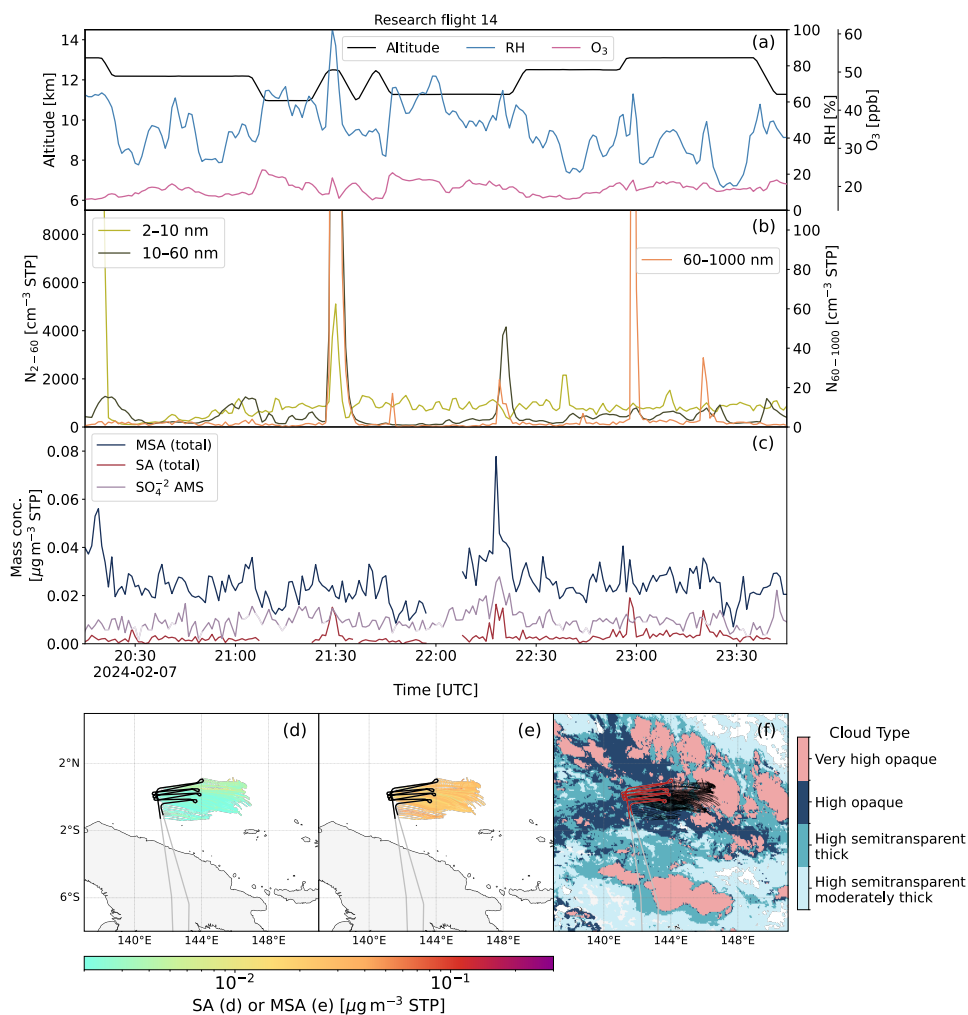 Research flight 14
(a)
Altitude
RH
O₃
14
12
10
8
6
Altitude [km]
100
80
60
40
20
0
RH [%]
60
50
40
30
20
O₃ [ppb]
(b)
2–10 nm
10–60 nm
60–1000 nm
8000
6000
4000
2000
0
N₂₋₆₀ [cm⁻³ STP]
100
80
60
40
20
0
N₆₀₋₁₀₀₀ [cm⁻³ STP]
(c)
MSA (total)
SA (total)
SO₄⁻² AMS
0.08
0.06
0.04
0.02
0.00
Mass conc.
[μg m⁻³ STP]
20:30 21:00 21:30 22:00 22:30 23:00 23:30
2024-02-07
Time [UTC]
(d)
(e)
(f)
2°N
2°S
6°S
140°E 144°E 148°E
140°E 144°E 148°E
140°E 144°E 148°E
Cloud Type
Very high opaque
High opaque
High semitransparent
thick
High semitransparent
moderately thick
10⁻² 10⁻¹
SA (d) or MSA (e) [μg m⁻³ STP]